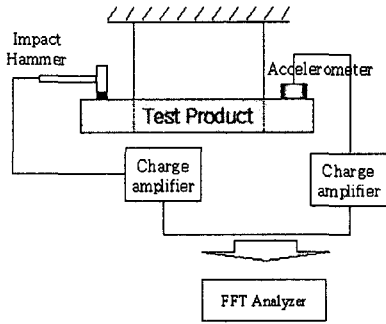 Impact
Hammer
Accelerometer
Test Product
Charge
amplifier
Charge
amplifier
FFT Analyzer